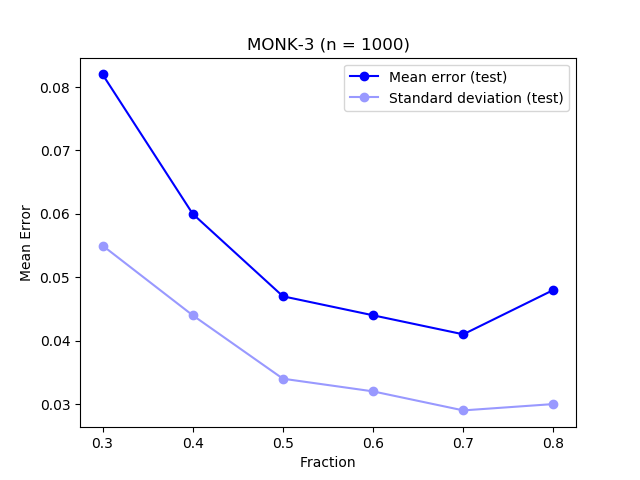 MONK-3 (n = 1000)
Mean error (test)
Standard deviation (test)
Mean Error
0.08
0.07
0.06
0.05
0.04
0.03
0.3 0.4 0.5 0.6 0.7 0.8
Fraction